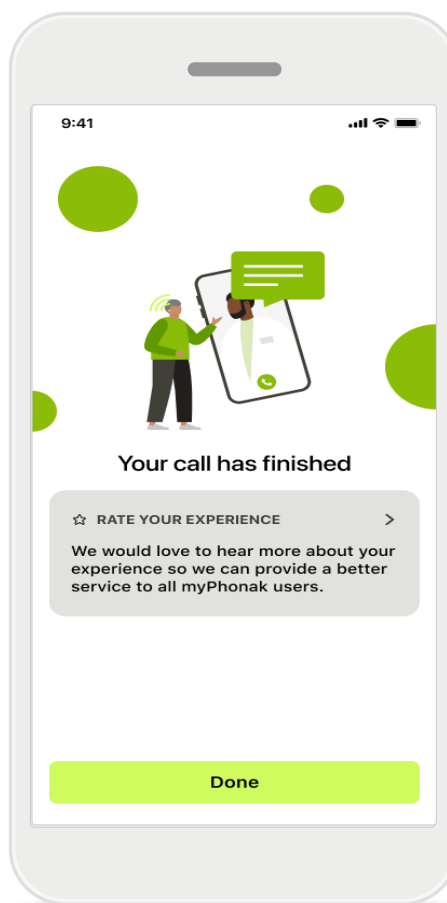 9:41
Your call has finished
RATE YOUR EXPERIENCE
We would love to hear more about your
experience so we can provide a better
service to all myPhonak users.
Done